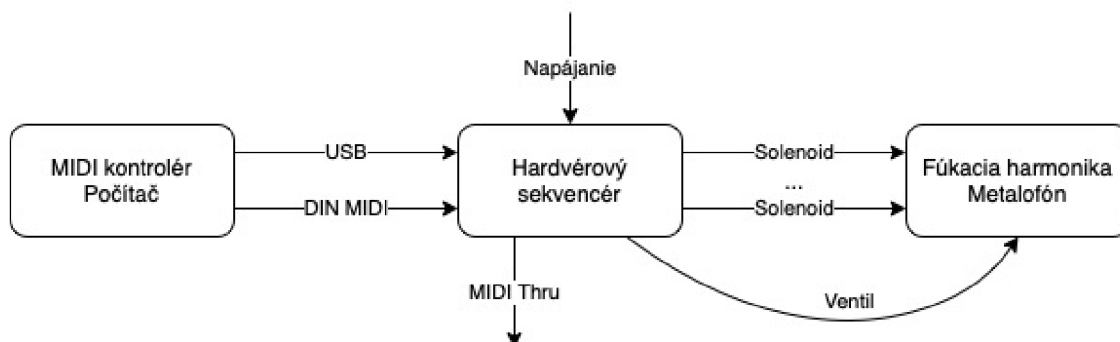 Napájanie
MIDI kontrolér
Počítač
USB
DIN MIDI
Hardvérový
sekvencér
Solenoid
...
Solenoid
Fúkacia harmonika
Metalofón
MIDI Thru
Ventil